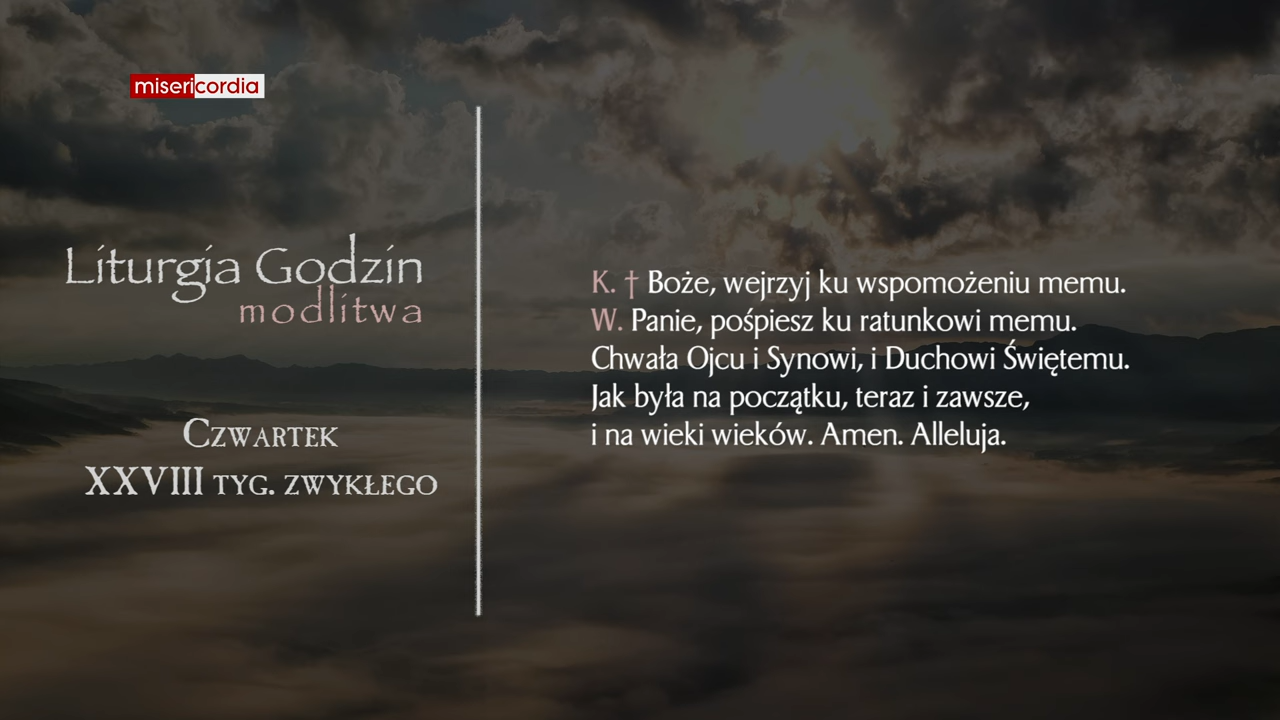 misericordia
Liturgia Godzin
modlitwa
Czwartek
XXVIII tyg. zwykłego
K. † Boże, wejrzyj ku wspomożeniu memu.
W. Panie, pośpiesz ku ratunkowi memu.
Chwała Ojcu i Synowi, i Duchowi Świętemu.
Jak była na początku, teraz i zawsze,
i na wieki wieków. Amen. Alleluja.